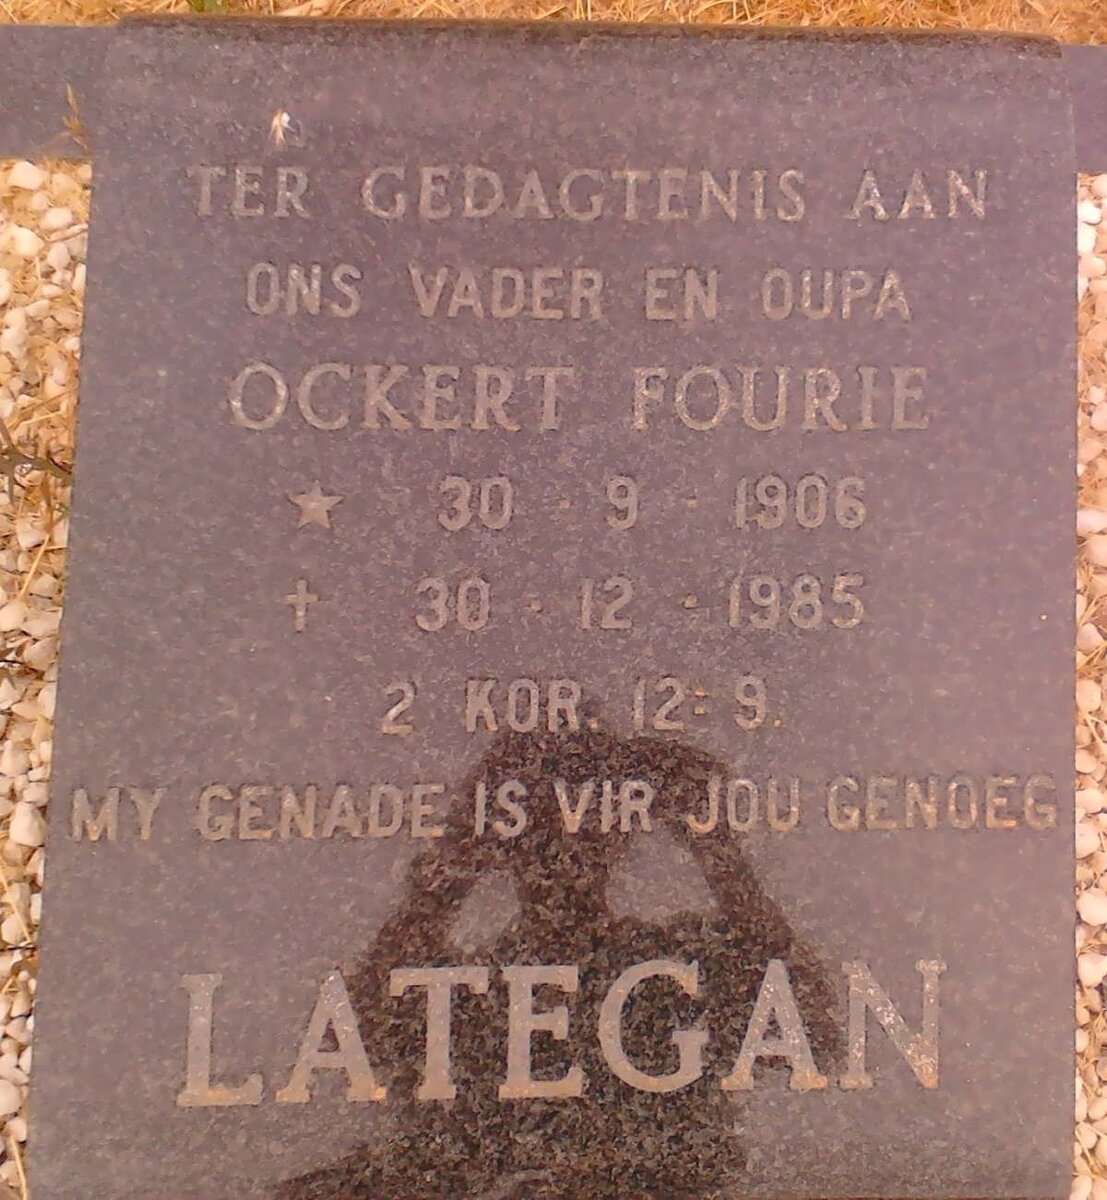 TER GEDAGTENIS AAN
ONS VADER EN OUPA
OCKERT FOURIE
★ 30 - 9 - 1906
† 30 - 12 - 1985
2 KOR. 12: 9.
MY GENADE IS VIR JOU GENOEG
LATEGAN